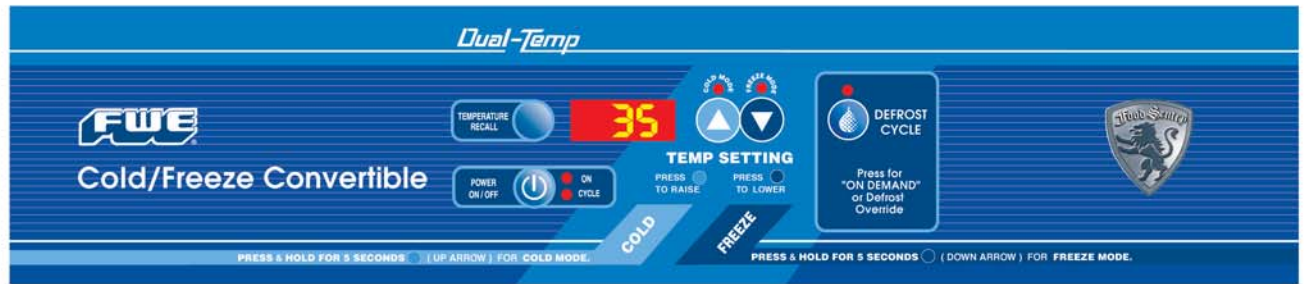 Dual-Temp
FWE
Cold/Freeze Convertible
TEMPERATURE
RECALL
35
POWER
ON / OFF
ON
CYCLE
COLD MODE
FREEZE MODE
TEMP SETTING
PRESS
TO RAISE
PRESS
TO LOWER
COLD
FREEZE
DEFROST
CYCLE
Press for
"ON DEMAND"
or Defrost
Override
Food Sentry
PRESS & HOLD FOR 5 SECONDS ( UP ARROW ) FOR COLD MODE.
PRESS & HOLD FOR 5 SECONDS ( DOWN ARROW ) FOR FREEZE MODE.